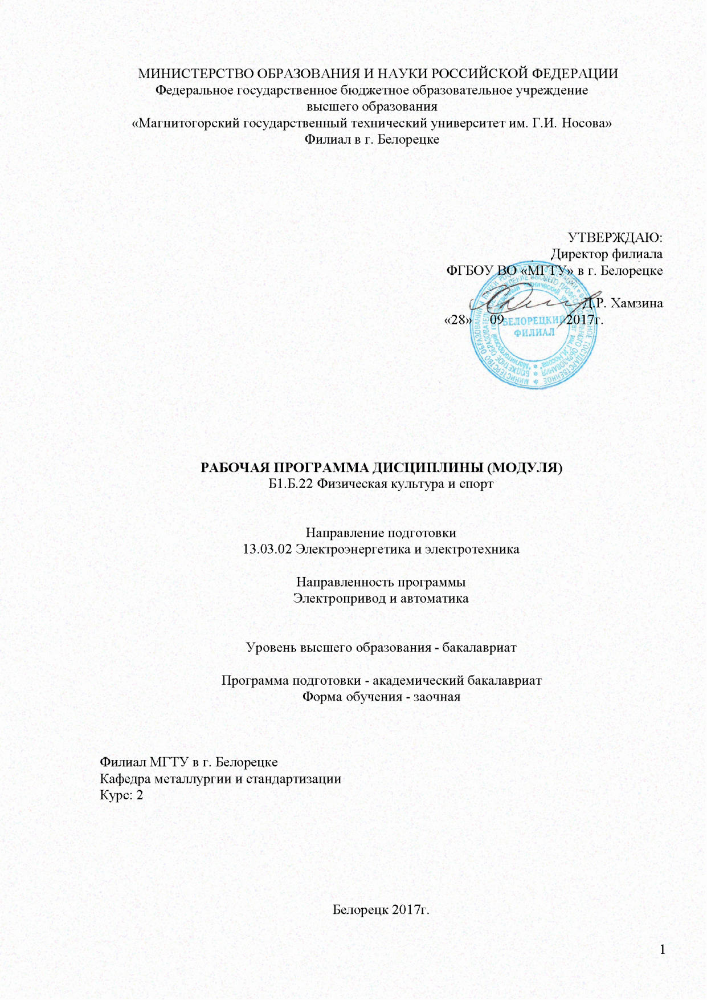 МИНИСТЕРСТВО ОБРАЗОВАНИЯ И НАУКИ РОССИЙСКОЙ ФЕДЕРАЦИИ
Федеральное государственное бюджетное образовательное учреждение
высшего образования
«Магнитогорский государственный технический университет им. Г.И. Носова»
Филиал в г. Белорецке
УТВЕРЖДАЮ:
Директор филиала
ФГБОУ ВО «МГТУ» в г. Белорецке
Д.Р. Хамзина
«28» 09 2017г.
БЕЛОРЕЦКИЙ
ФИЛИАЛ
РАБОЧАЯ ПРОГРАММА ДИСЦИПЛИНЫ (МОДУЛЯ)
Б1.Б.22 Физическая культура и спорт
Направление подготовки
13.03.02 Электроэнергетика и электротехника
Направленность программы
Электропривод и автоматика
Уровень высшего образования - бакалавриат
Программа подготовки - академический бакалавриат
Форма обучения - заочная
Филиал МГТУ в г. Белорецке
Кафедра металлургии и стандартизации
Курс: 2
Белорецк 2017г.
1